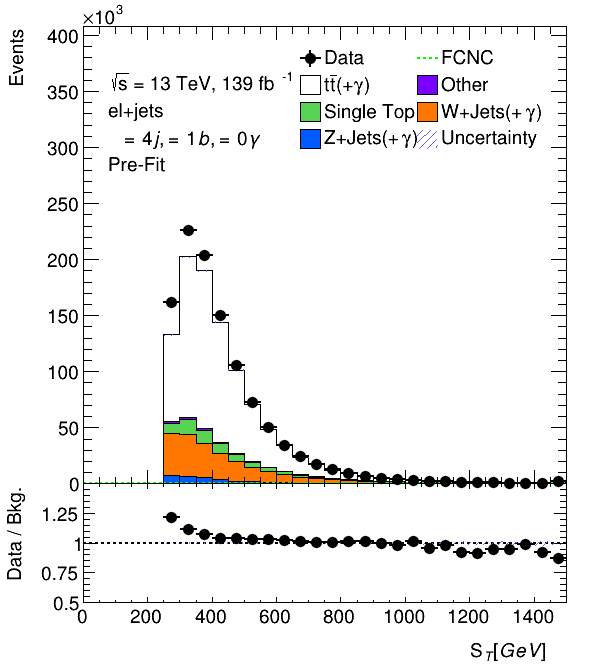 ×10³
Events
400
350
300
250
200
150
100
50
0
√s = 13 TeV, 139 fb⁻¹
el+jets
= 4j, = 1b, = 0γ
Pre-Fit
Data
FCNC
tt̄(+γ)
Other
Single Top
W+Jets(+γ)
Z+Jets(+γ)
Uncertainty
Data / Bkg.
1.25
1
0.75
0.5
0 200 400 600 800 1000 1200 1400
S_T[GeV]